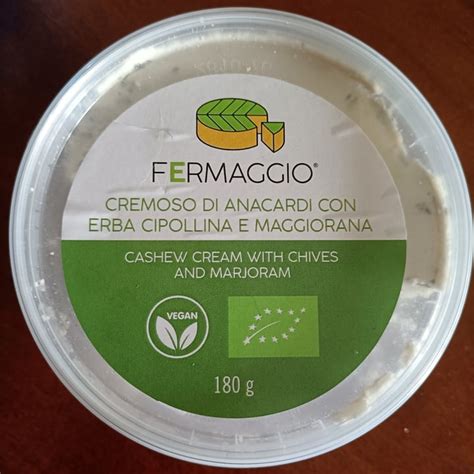 FERMAGGIO®
CREMOSO DI ANACARDI CON
ERBA CIPOLLINA E MAGGIORANA
CASHEW CREAM WITH CHIVES
AND MARJORAM
VEGAN
180 g